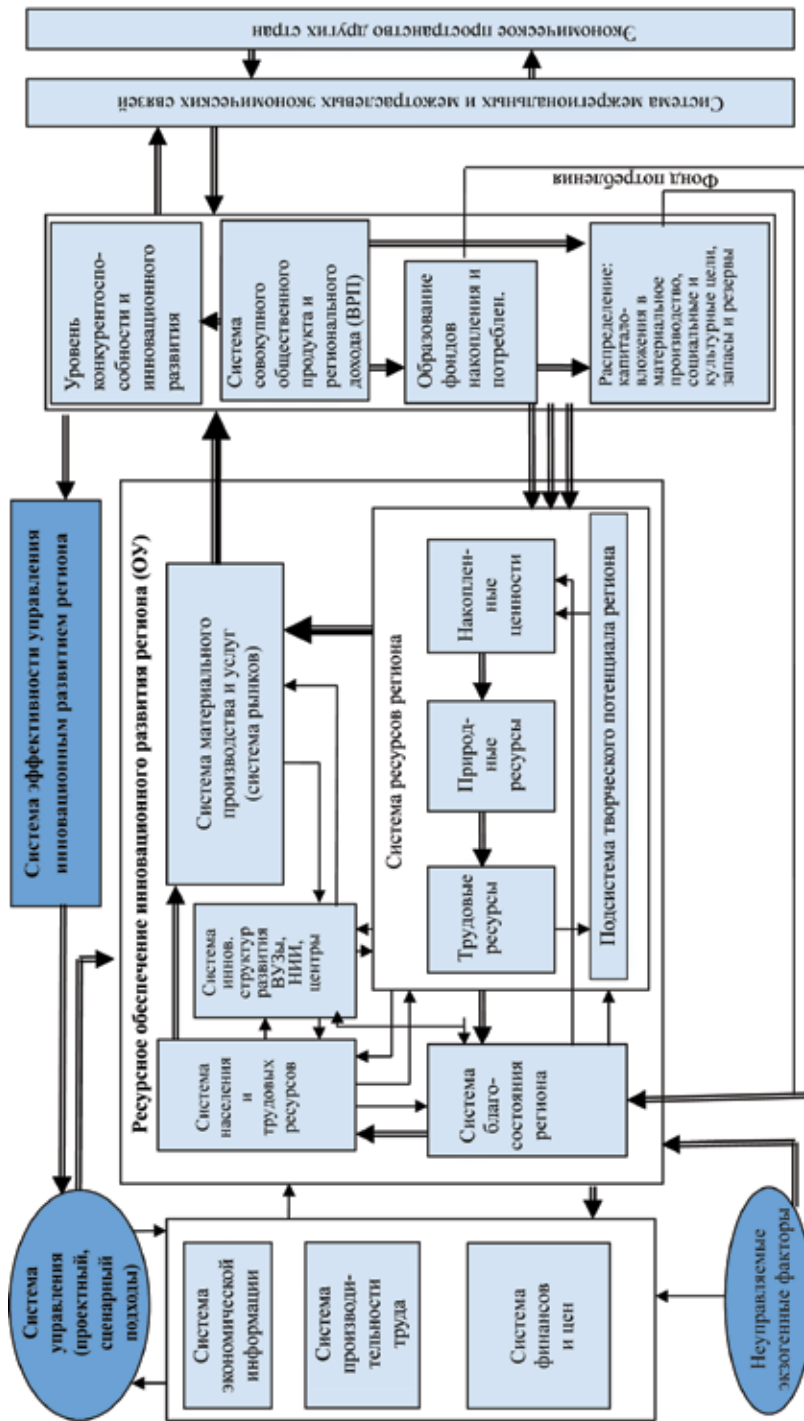 Система эффективности управления
инновационным развитием региона
Система
управления
(проектный,
сценарный
подходы)
Ресурсное обеспечение инновационного развития региона (ОУ)
Система
экономической
информации
Система
производи-
тельности
труда
Система
финансов
и цен
Неуправляемые
экзогенные факторы
Система
населения
и
трудовых
ресурсов
Система
иннов.
структур
развития
ВУЗы,
НИИ,
центры
Система материального
производства и услуг
(система рынков)
Система
благо-
состояния
региона
Система ресурсов региона
Трудовые
ресурсы
Природ-
ные
ресурсы
Накоплен-
ные
ценности
Подсистема творческого потенциала региона
Уровень
конкурентоспо-
собности и
инновационного
развития
Система
совокупного
общественного
продукта и
регионального
дохода (ВРП)
Образование
фондов
накопления и
потреблен.
Распределение:
капитало-
вложения в
материальное
производство,
социальные и
культурные цели,
запасы и резервы
Фонд потребления
Система межрегиональных и межотраслевых экономических связей
Экономическое пространство других стран